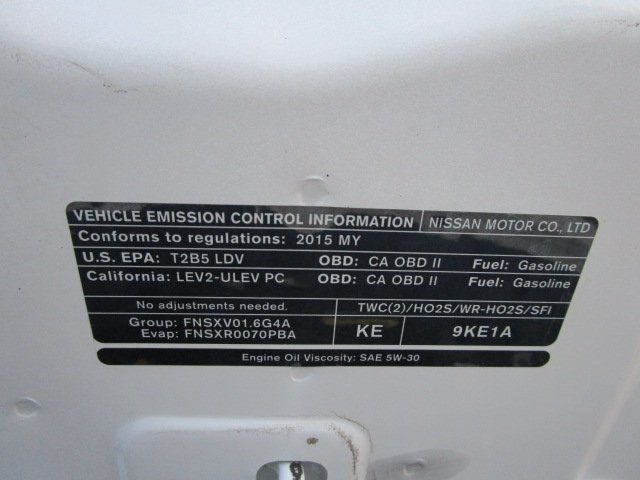 VEHICLE EMISSION CONTROL INFORMATION NISSAN MOTOR CO., LTD
Conforms to regulations: 2015 MY
U.S. EPA: T2B5 LDV OBD: CA OBD II Fuel: Gasoline
California: LEV2-ULEV PC OBD: CA OBD II Fuel: Gasoline
No adjustments needed. TWC(2)/HO2S/WR-HO2S/SFI
Group: FNSXV01.6G4A
Evap: FNSXR0070PBA
KE 9KE1A
Engine Oil Viscosity: SAE 5W-30